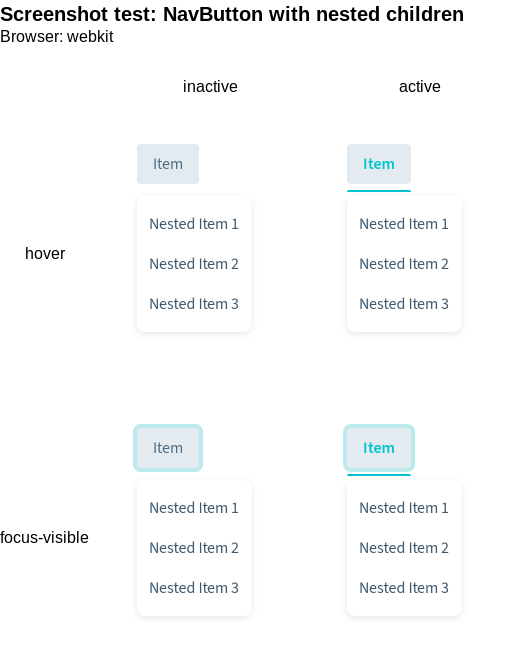 Screenshot test: NavButton with nested children
Browser: webkit
inactive
active
hover
Item
Nested Item 1
Nested Item 2
Nested Item 3
Item
Nested Item 1
Nested Item 2
Nested Item 3
focus-visible
Item
Nested Item 1
Nested Item 2
Nested Item 3
Item
Nested Item 1
Nested Item 2
Nested Item 3